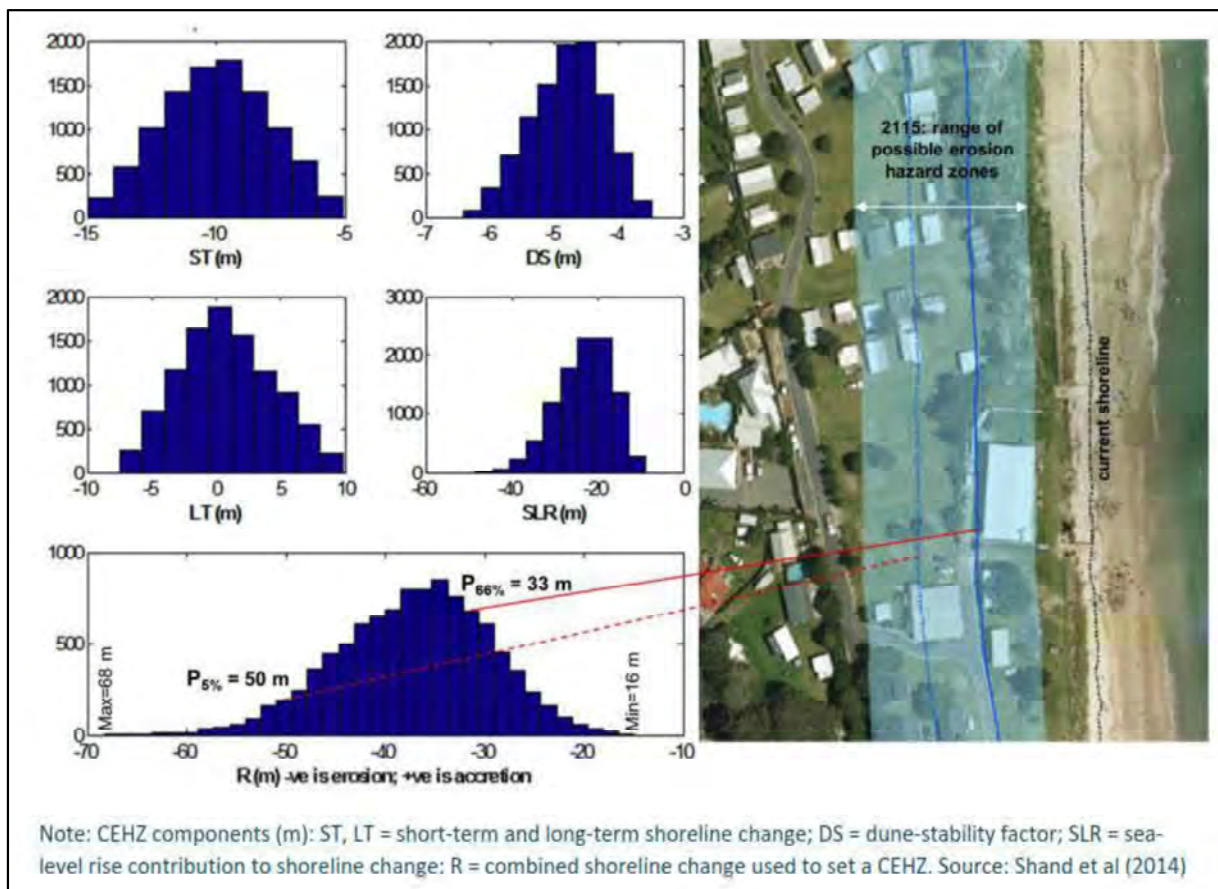 2000
1500
1000
500
0
-15 -10 -5
ST (m)
2000
1500
1000
500
0
-7 -6 -5 -4 -3
DS (m)
2000
1500
1000
500
0
-5 0 5 10
LT (m)
3000
2000
1000
0
-60 -40 -20 0
SLR (m)
1000
500
0
Max=68 m
P5% = 50 m
P66% = 33 m
Min=16 m
-70 -60 -50 -40 -30 -20 -10
R (m) -ve is erosion; +ve is accretion
2115: range of
possible erosion
hazard zones
current shoreline
Note: CEHZ components (m): ST, LT = short-term and long-term shoreline change; DS = dune-stability factor; SLR = sea-
level rise contribution to shoreline change; R = combined shoreline change used to set a CEHZ. Source: Shand et al (2014)